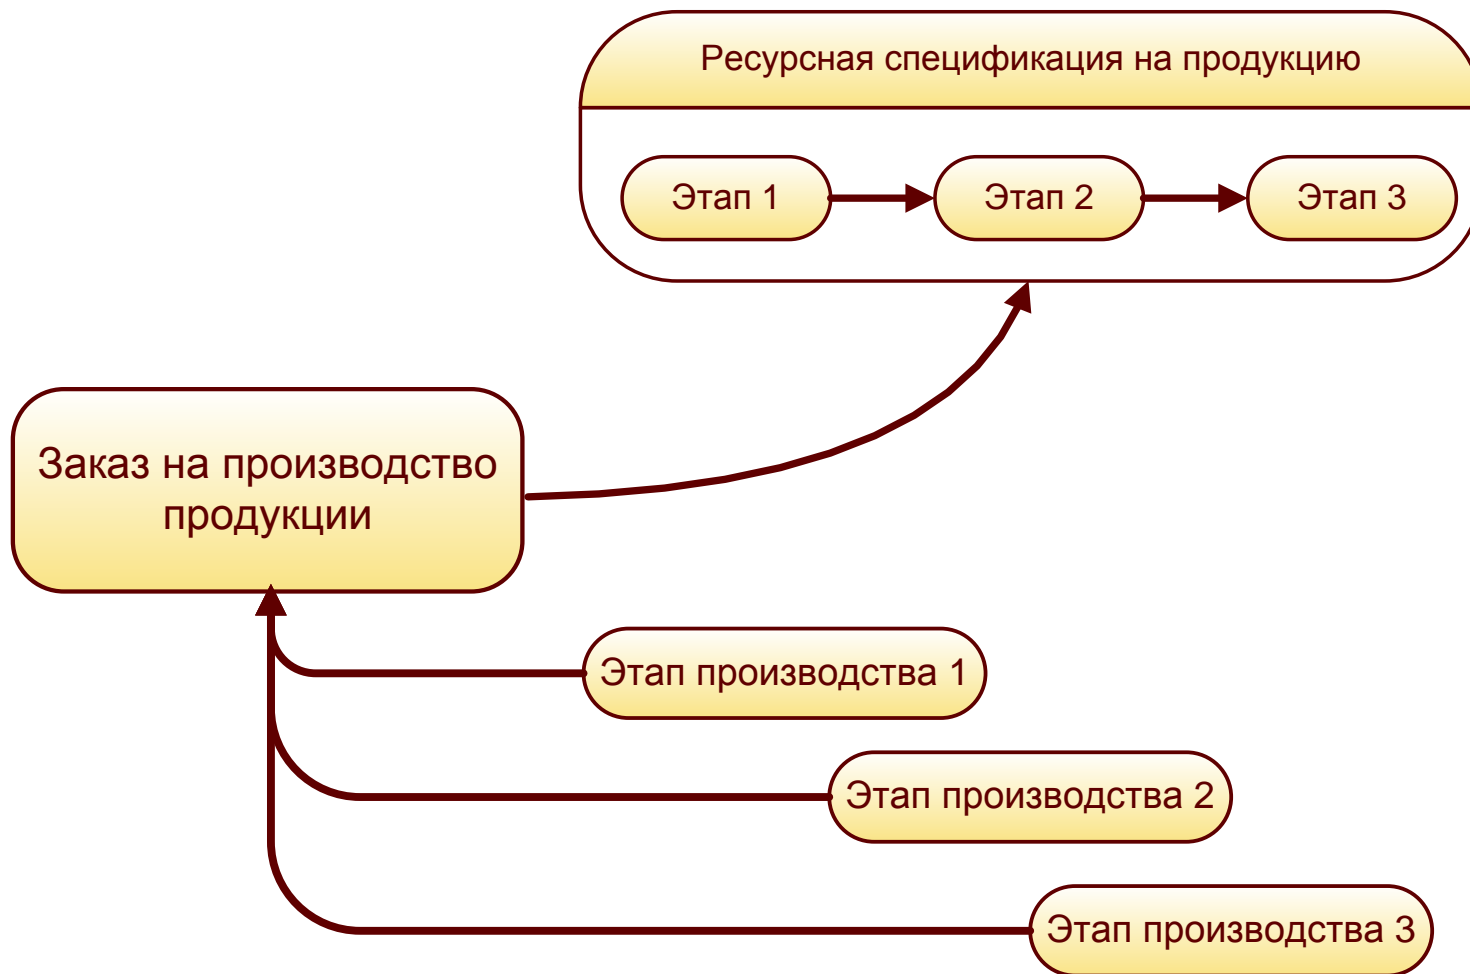 Ресурсная спецификация на продукцию
Этап 1
Этап 2
Этап 3
Заказ на производство
продукции
Этап производства 1
Этап производства 2
Этап производства 3